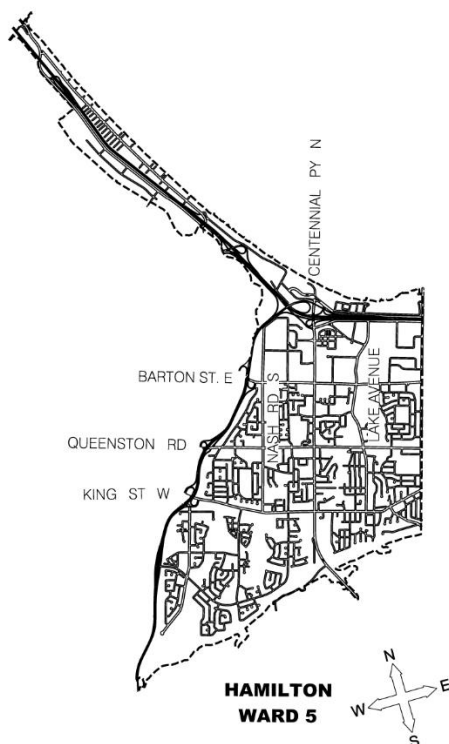 CENTENNIAL PY N
BARTON ST. E
NASH RD S
LAKE AVENUE
QUEENSTON RD
KING ST W
HAMILTON
WARD 5
N
W
E
S